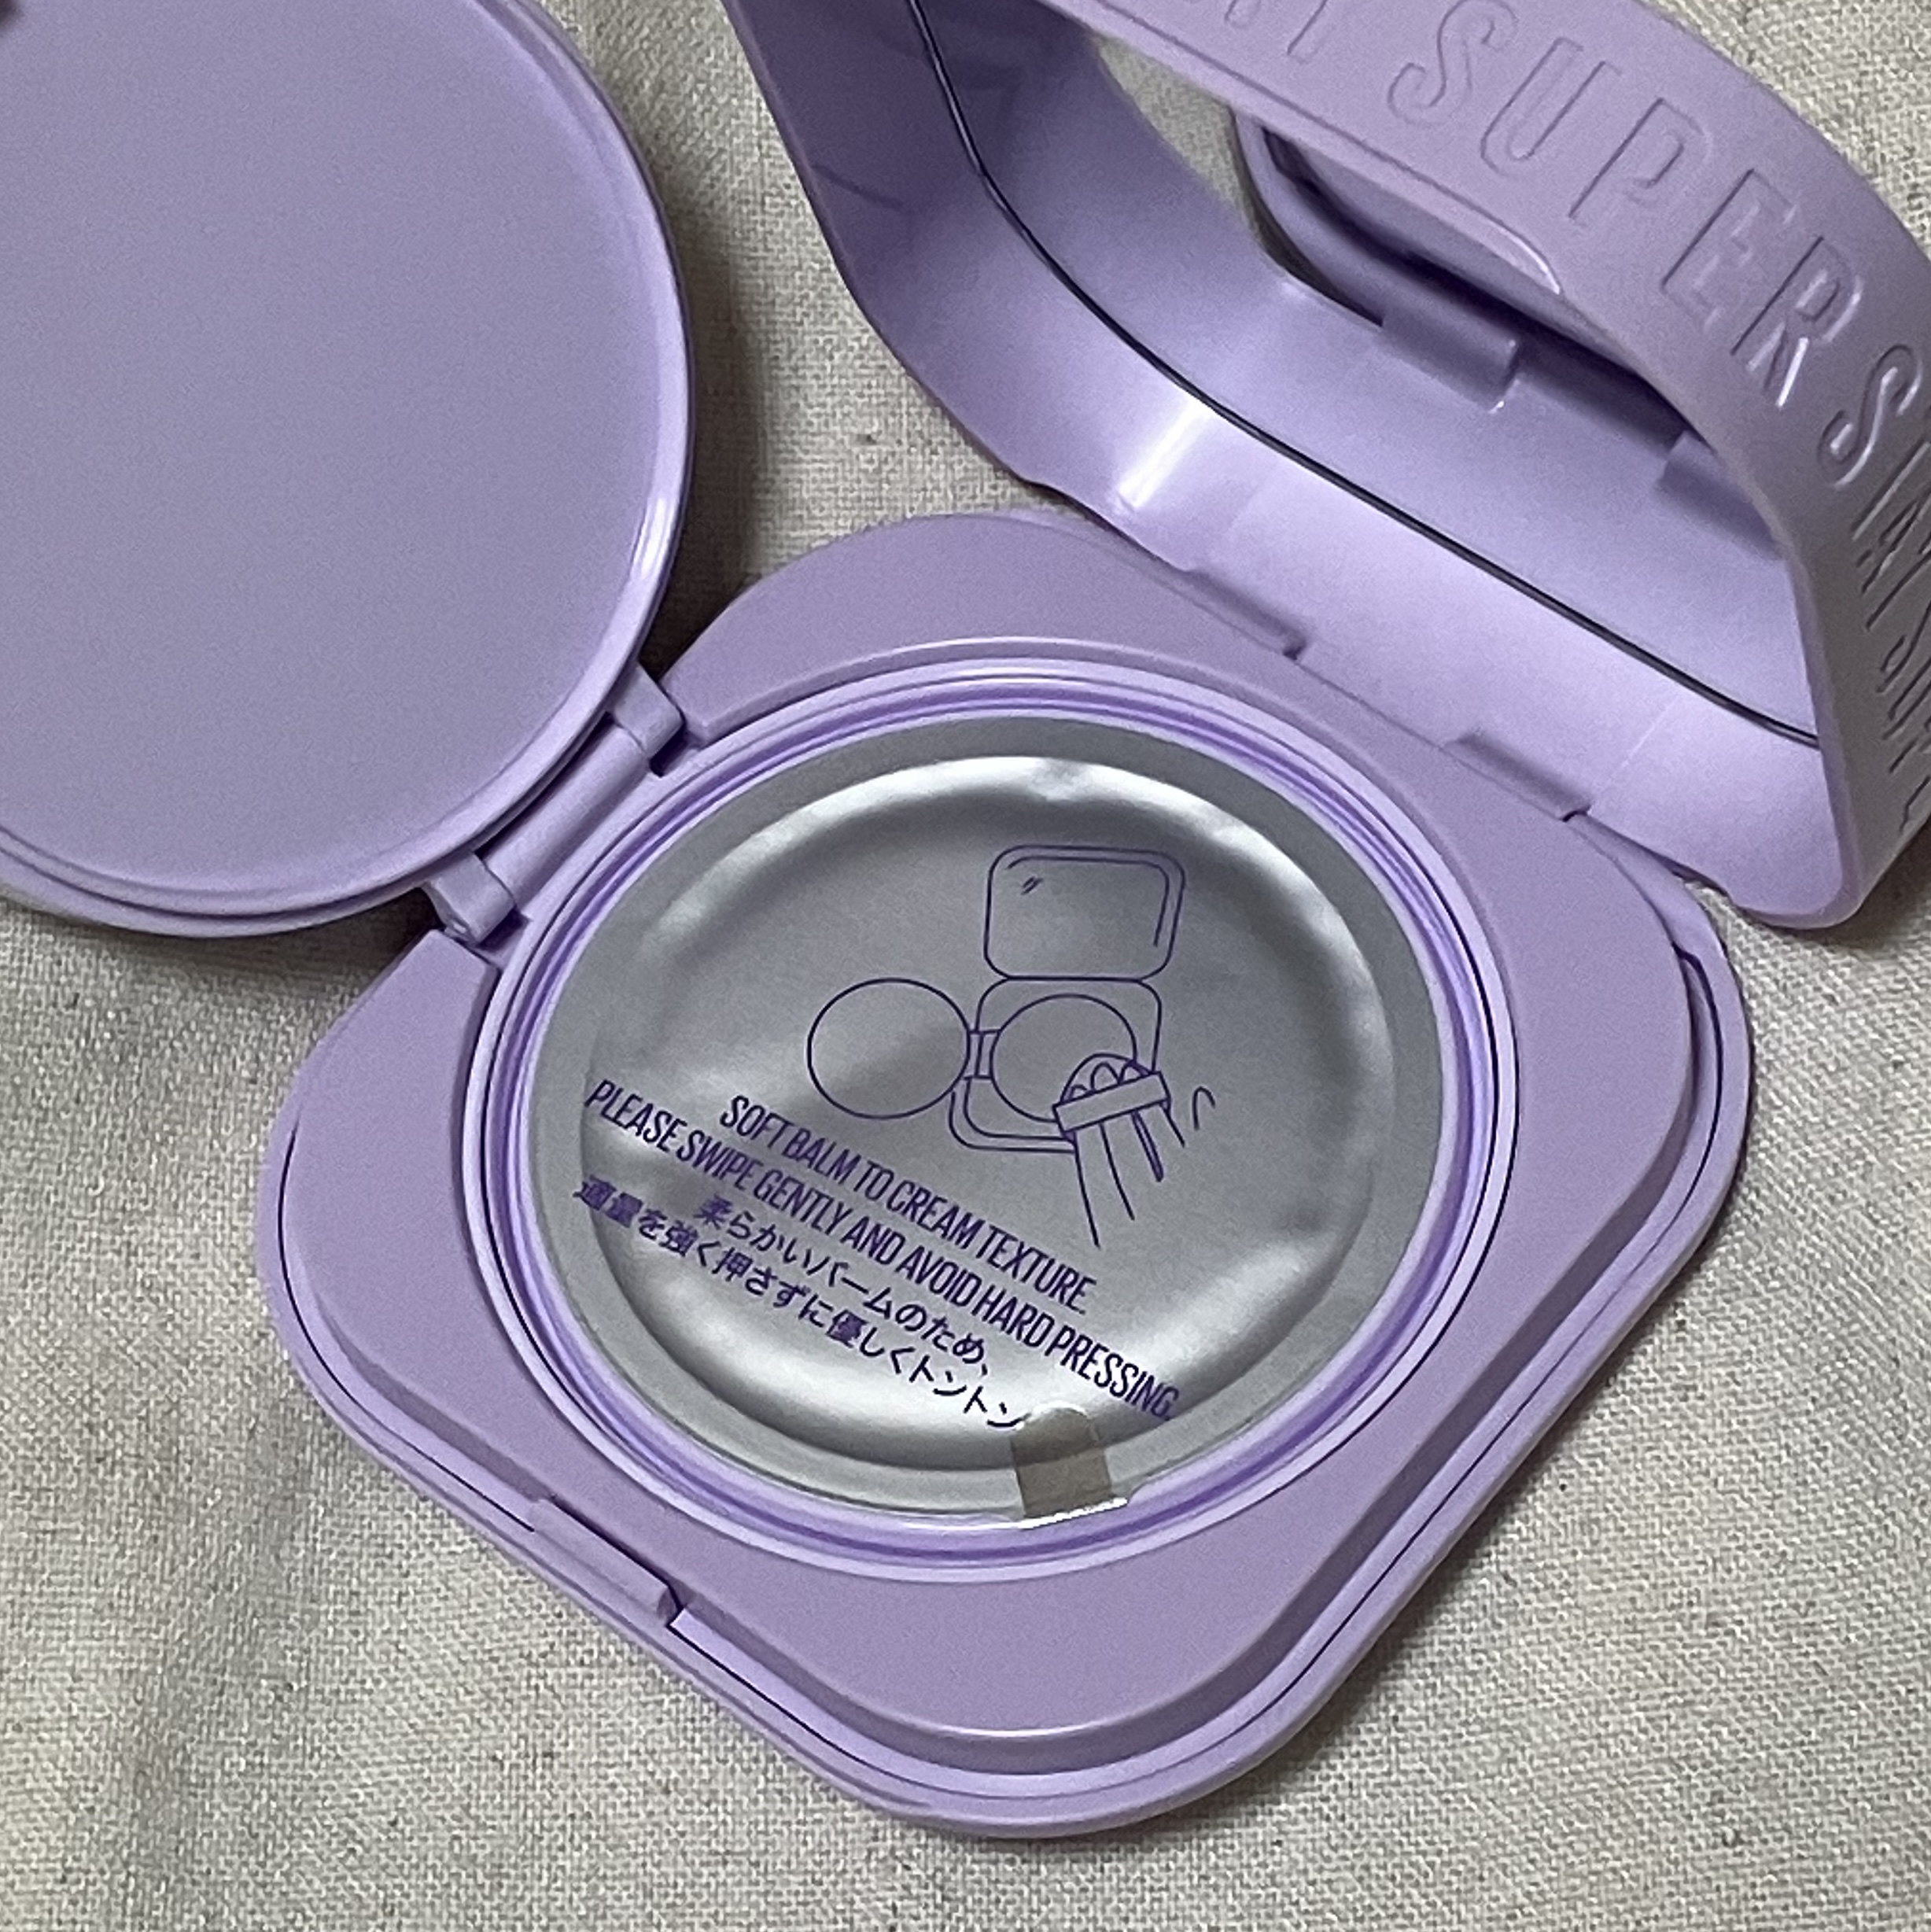 SUPER STAY SUPE
SOFT BALM TO CREAM TEXTURE.
PLEASE SWIPE GENTLY AND AVOID HARD PRESSING.
柔らかいバームのため、
適量を強く押さずに優しくトントン